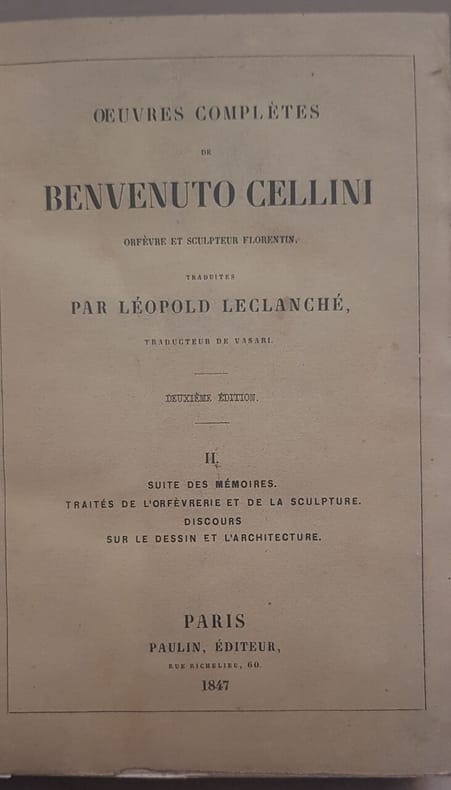 OEUVRES COMPLÈTES
DE
BENVENUTO CELLINI
ORFÈVRE ET SCULPTEUR FLORENTIN,
TRADUITES
PAR LÉOPOLD LECLANCHÉ,
TRADUCTEUR DE VASARI.
DEUXIÈME ÉDITION.
II.
SUITE DES MÉMOIRES.
TRAITÉS DE L'ORFÈVRERIE ET DE LA SCULPTURE.
DISCOURS
SUR LE DESSIN ET L'ARCHITECTURE.
PARIS
PAULIN, ÉDITEUR,
RUE RICHELIEU, 60.
1847